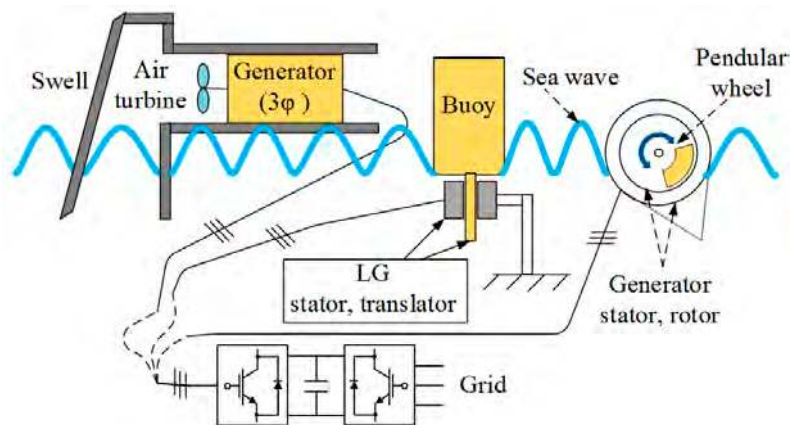 Swell
Air
turbine
Generator
(3φ )
Buoy
Sea wave
Pendular
wheel
LG
stator, translator
Generator
stator, rotor
Grid